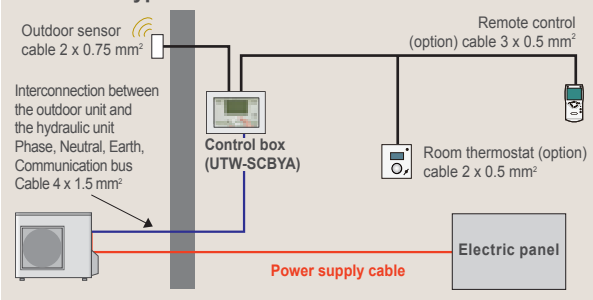 Outdoor sensor
cable 2 x 0.75 mm²
Remote control
(option) cable 3 x 0.5 mm²
Interconnection between
the outdoor unit and
the hydraulic unit
Phase, Neutral, Earth,
Communication bus
Cable 4 x 1.5 mm²
Control box
(UTW-SCBYA)
Room thermostat (option)
cable 2 x 0.5 mm²
Electric panel
Power supply cable